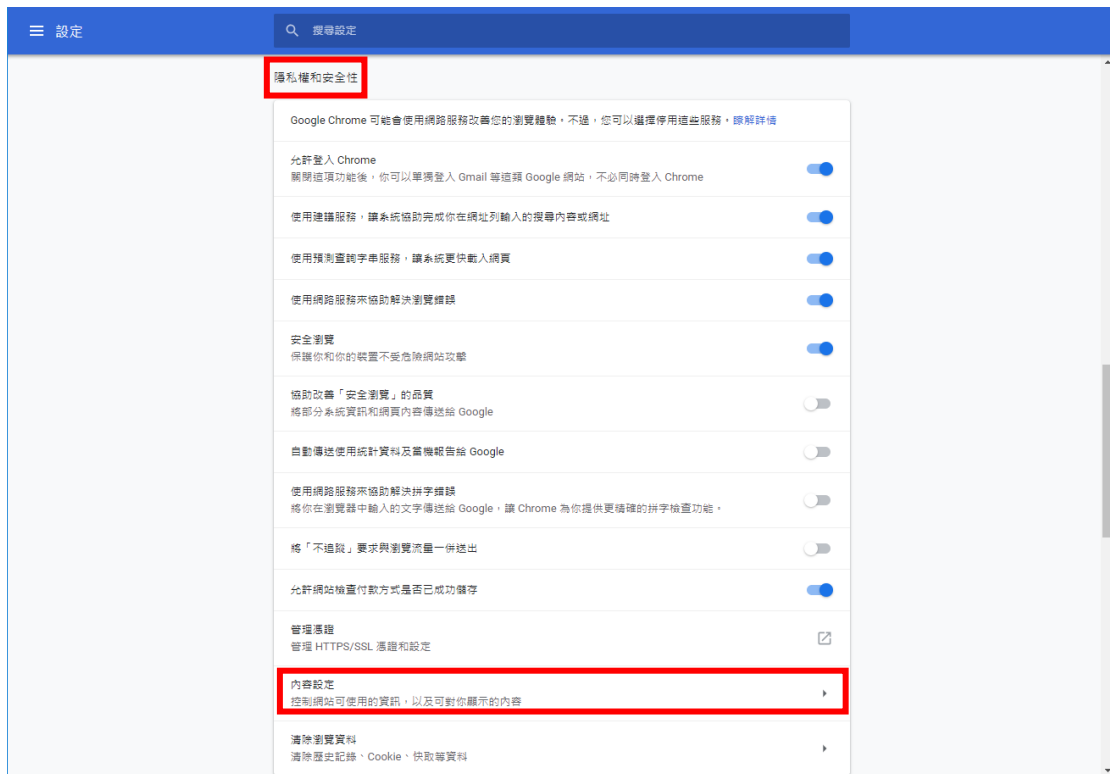 設定
搜尋設定
隱私權和安全性
Google Chrome 可能會使用網路服務改善您的瀏覽體驗。不過，您可以選擇停用這些服務。瞭解詳情
允許登入 Chrome
關閉這項功能後，你可以單獨登入 Gmail 等這類 Google 網站，不必同時登入 Chrome
使用建議服務，讓系統協助完成你在網址列輸入的搜尋內容或網址
使用預測查詢字串服務，讓系統更快載入網頁
使用網路服務來協助解決瀏覽錯誤
安全瀏覽
保護你和你的裝置不受危險網站攻擊
協助改善「安全瀏覽」的品質
將部分系統資訊和網頁內容傳送給 Google
自動傳送使用統計資料及當機報告給 Google
使用網路服務來協助解決拼字錯誤
將你在瀏覽器中輸入的文字傳送給 Google，讓 Chrome 為你提供更精確的拼字檢查功能。
將「不追蹤」要求與瀏覽流量一併送出
允許網站檢查付款方式是否已成功儲存
管理憑證
管理 HTTPS/SSL 憑證和設定
內容設定
控制網站可使用的資訊，以及可對你顯示的內容
清除瀏覽資料
清除歷史記錄、Cookie、快取等資料